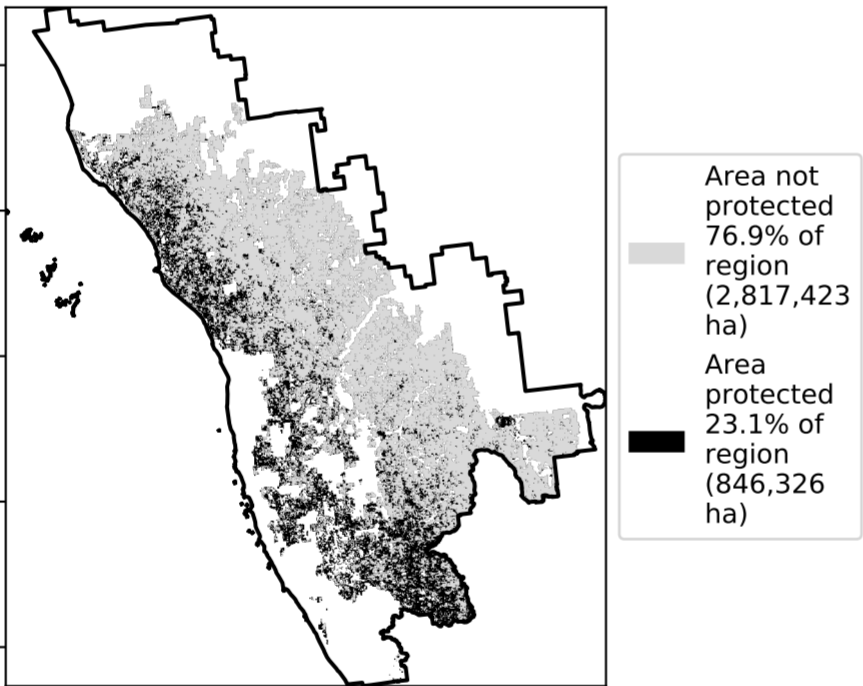 Area not
protected
76.9% of
region
(2,817,423
ha)
Area
protected
23.1% of
region
(846,326
ha)